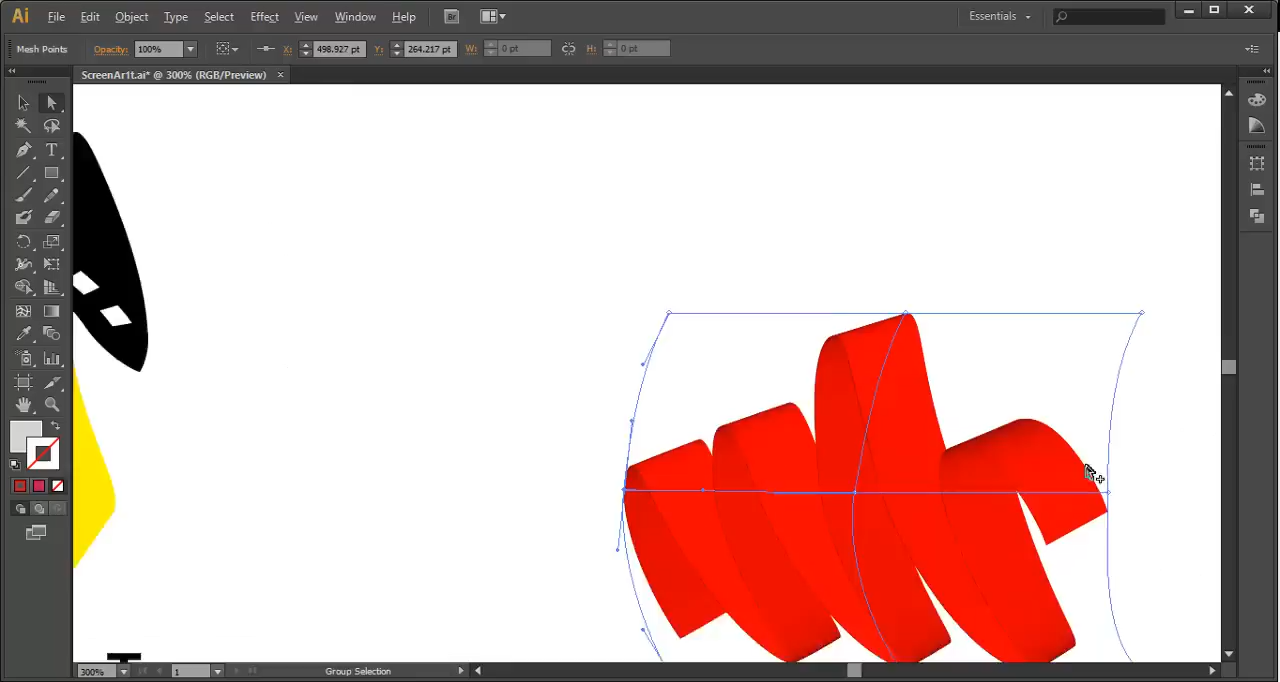 Ai File Edit Object Type Select Effect View Window Help Br Essentials
Mesh Points Opacity: 100% X: 498.927 pt Y: 264.217 pt W: 0 pt H: 0 pt
ScreenAr1t.ai* @ 300% (RGB/Preview) ×
T
300% 1 Group Selection